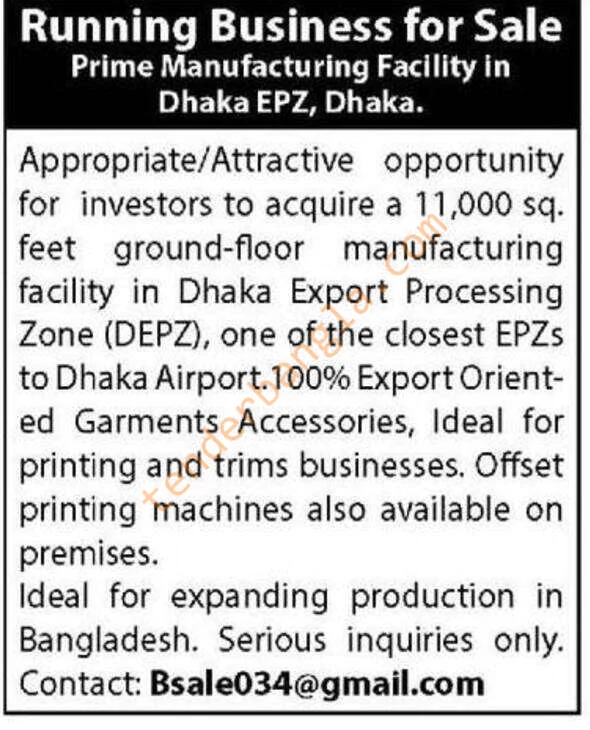 Running Business for Sale
Prime Manufacturing Facility in
Dhaka EPZ, Dhaka.
Appropriate/Attractive opportunity
for investors to acquire a 11,000 sq.
feet ground-floor manufacturing
facility in Dhaka Export Processing
Zone (DEPZ), one of the closest EPZs
to Dhaka Airport.100% Export Orient-
ed Garments Accessories, Ideal for
printing and trims businesses. Offset
printing machines also available on
premises.
Ideal for expanding production in
Bangladesh. Serious inquiries only.
Contact: Bsale034@gmail.com
tenderbangla.com